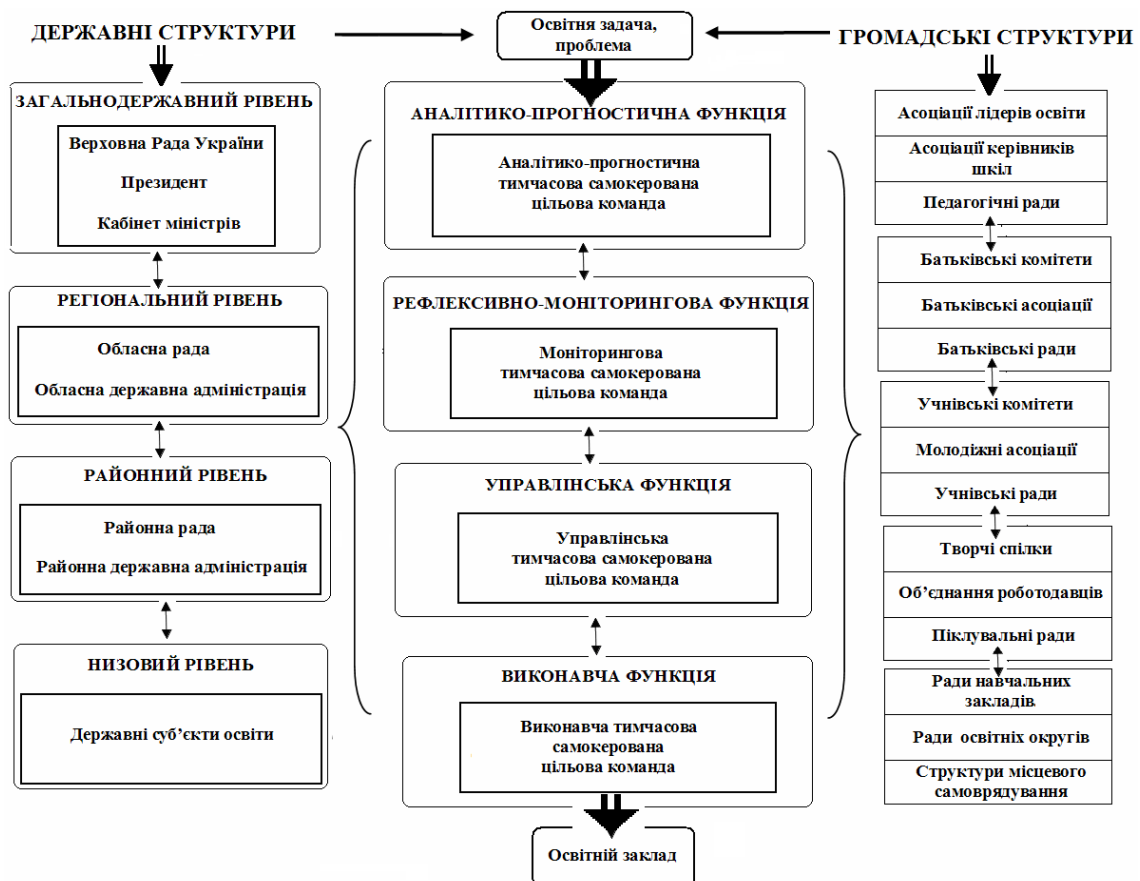 ДЕРЖАВНІ СТРУКТУРИ
Освітня задача,
проблема
ГРОМАДСЬКІ СТРУКТУРИ
ЗАГАЛЬНОДЕРЖАВНИЙ РІВЕНЬ
Верховна Рада України
Президент
Кабінет міністрів
РЕГІОНАЛЬНИЙ РІВЕНЬ
Обласна рада
Обласна державна адміністрація
РАЙОННИЙ РІВЕНЬ
Районна рада
Районна державна адміністрація
НИЗОВИЙ РІВЕНЬ
Державні суб’єкти освіти
АНАЛІТИКО-ПРОГНОСТИЧНА ФУНКЦІЯ
Аналітико-прогностична
тимчасова самокерована
цільова команда
РЕФЛЕКСИВНО-МОНІТОРИНГОВА ФУНКЦІЯ
Моніторингова
тимчасова самокерована
цільова команда
УПРАВЛІНСЬКА ФУНКЦІЯ
Управлінська
тимчасова самокерована
цільова команда
ВИКОНАВЧА ФУНКЦІЯ
Виконавча тимчасова
самокерована
цільова команда
Освітній заклад
Асоціації лідерів освіти
Асоціації керівників
шкіл
Педагогічні ради
Батьківські комітети
Батьківські асоціації
Батьківські ради
Учнівські комітети
Молодіжні асоціації
Учнівські ради
Творчі спілки
Об’єднання роботодавців
Піклувальні ради
Ради навчальних
закладів
Ради освітніх округів
Структури місцевого
самоврядування